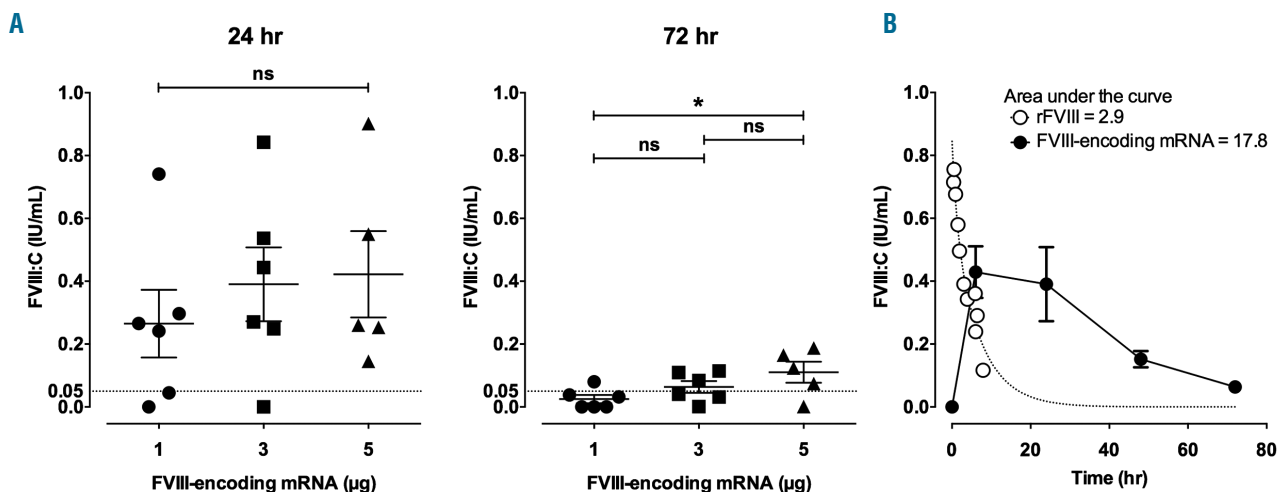 A
24 hr
ns
1.0
0.8
0.6
0.4
0.2
0.05
0.0
FVIII:C (IU/mL)
1 3 5
FVIII-encoding mRNA (µg)
72 hr
*
ns
ns
1.0
0.8
0.6
0.4
0.2
0.05
0.0
FVIII:C (IU/mL)
1 3 5
FVIII-encoding mRNA (µg)
B
Area under the curve
rFVIII = 2.9
FVIII-encoding mRNA = 17.8
1.0
0.8
0.6
0.4
0.2
0.0
FVIII:C (IU/mL)
0 20 40 60 80
Time (hr)